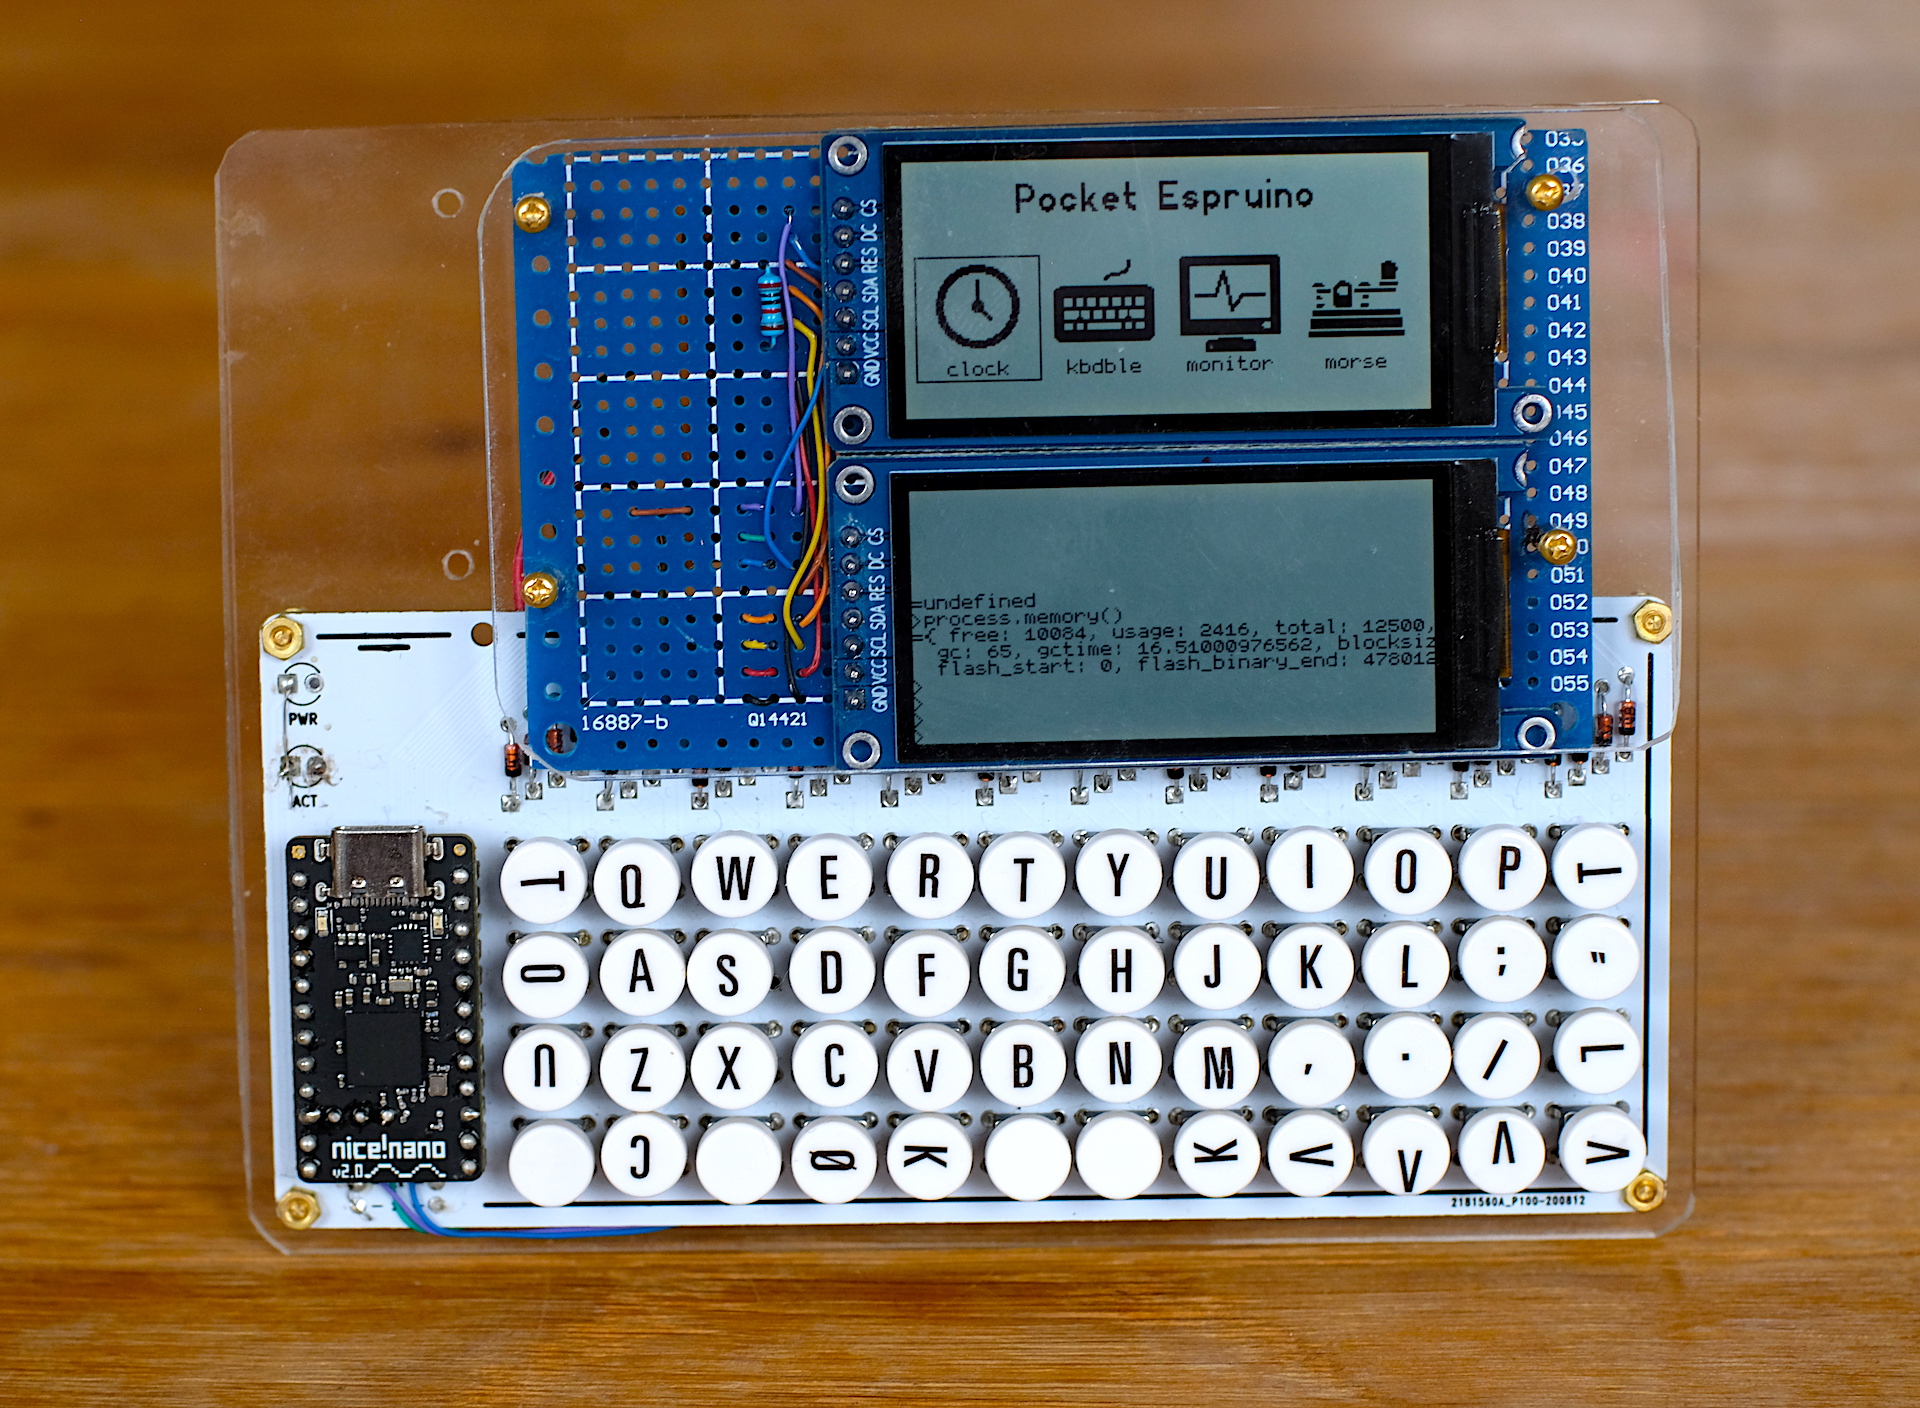 Pocket Espruino
clock kbdble monitor morse
CS
DC
RES
SDA
SCL
VCC
GND
036
038
039
040
041
042
043
044
045
046
047
048
049
051
052
053
054
055
=undefined
>process.memory()
={ free: 10084, usage: 2416, total: 12500,
gc: 65, gctime: 16.51000976562, blocksiz
flash_start: 0, flash_binary_end: 478012
>
>
>
>
CS
DC
RES
SDA
SCL
VCC
GND
16887-b Q14421
PWR
ACT
T Q W E R T Y U I O P T
O A S D F G H J K L ; "
U Z X C V B N M , . / L
C Ø K K V V V V
nice!nano
v2.0
2181560A_P100-200812